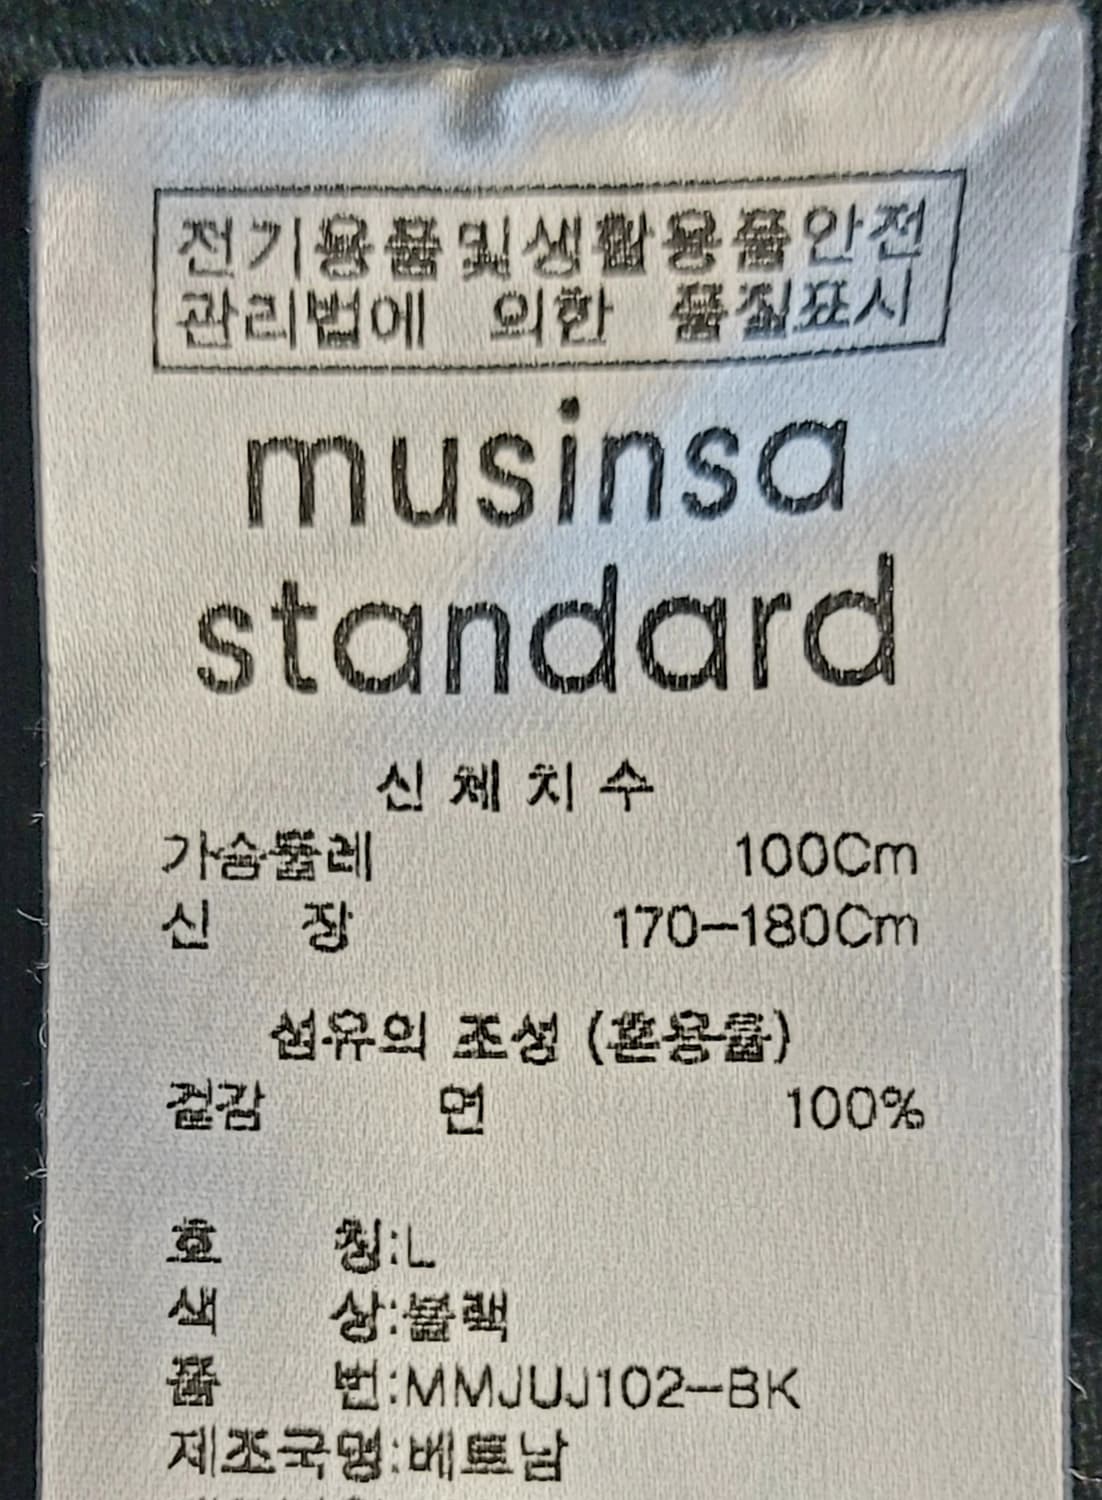 전기용품및생활용품안전
관리법에 의한 품질표시
musinsa
standard
신체치수
가슴둘레 100Cm
신 장 170-180Cm
섬유의 조성 (혼용률)
겉감 면 100%
호 칭:L
색 상:블랙
품 번:MMJUJ102-BK
제조국명:베트남